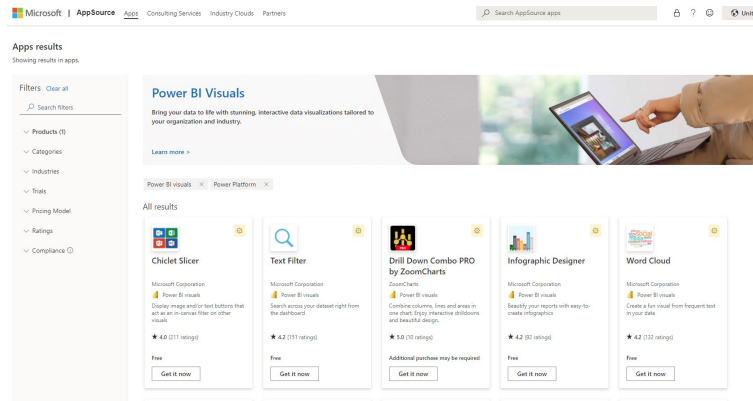 Microsoft | AppSource Apps Consulting Services Industry Clouds Partners Search AppSource apps ? Unit
Apps results
Showing results in apps.
Filters Clear all
Search filters
Products (1)
Categories
Industries
Trials
Pricing Model
Ratings
Compliance
Power BI Visuals
Bring your data to life with stunning, interactive data visualizations tailored to
your organization and industry.
Learn more >
Power BI visuals × Power Platform ×
All results
Chiclet Slicer
Microsoft Corporation
Power BI visuals
Display image and/or text buttons that
act as an in-canvas filter on other
visuals
★ 4.0 (211 ratings)
Free
Get it now
Text Filter
Microsoft Corporation
Power BI visuals
Search across your dataset right from
the dashboard
★ 4.2 (151 ratings)
Free
Get it now
PRO
Drill Down Combo PRO
by ZoomCharts
ZoomCharts
Power BI visuals
Combine columns, lines and areas in
one chart. Enjoy interactive drilldowns
and beautiful design.
★ 5.0 (10 ratings)
Additional purchase may be required
Get it now
Infographic Designer
Microsoft Corporation
Power BI visuals
Beautify your reports with easy-to-
create infographics
★ 4.2 (92 ratings)
Free
Get it now
Word Cloud
Microsoft Corporation
Power BI visuals
Create a fun visual from frequent text
in your data
★ 4.2 (132 ratings)
Free
Get it now